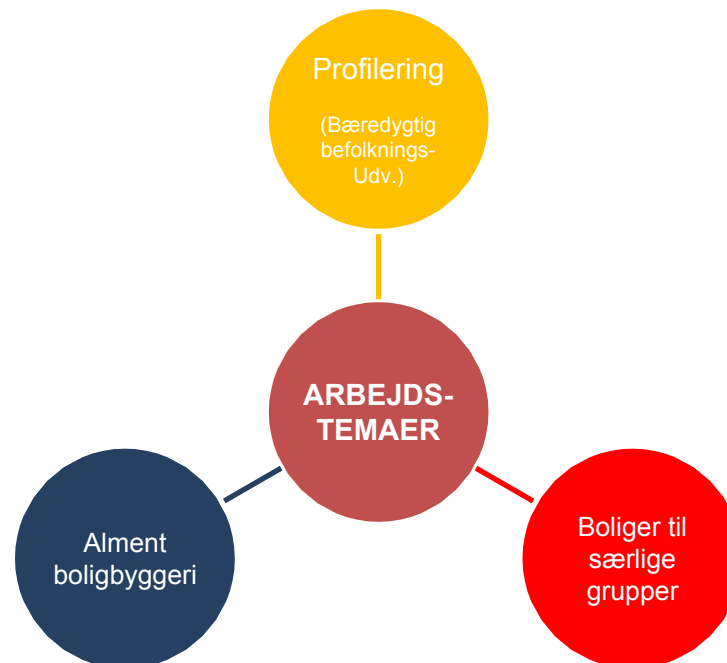 Profilering
(Bæredygtig
befolknings-
Udv.)
ARBEJDS-
TEMAER
Alment
boligbyggeri
Boliger til
særlige
grupper